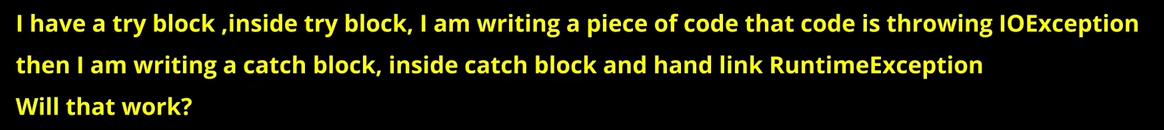 I have a try block ,inside try block, I am writing a piece of code that code is throwing IOException
then I am writing a catch block, inside catch block and hand link RuntimeException
Will that work?